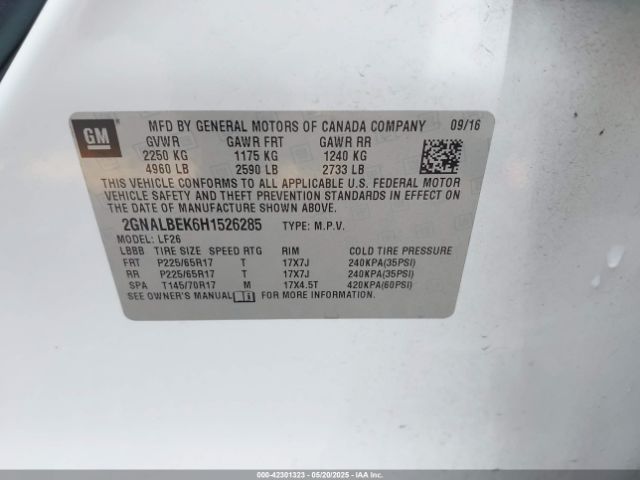 GM
MFD BY GENERAL MOTORS OF CANADA COMPANY 09/16
GVWR GAWR FRT GAWR RR
2250 KG 1175 KG 1240 KG
4960 LB 2590 LB 2733 LB
THIS VEHICLE CONFORMS TO ALL APPLICABLE U.S. FEDERAL MOTOR
VEHICLE SAFETY AND THEFT PREVENTION STANDARDS IN EFFECT ON
THE DATE OF MANUFACTURE SHOWN ABOVE.
2GNALBEK6H1526285 TYPE: M.P.V.
MODEL: LF26
LBBB TIRE SIZE SPEED RTG RIM COLD TIRE PRESSURE
FRT P225/65R17 T 17X7J 240KPA(35PSI)
RR P225/65R17 T 17X7J 240KPA(35PSI)
SPA T145/70R17 M 17X4.5T 420KPA(60PSI)
SEE OWNER'S MANUAL FOR MORE INFORMATION
000-42301323 - 05/20/2025 - COPYRIGHT IAA, LLC